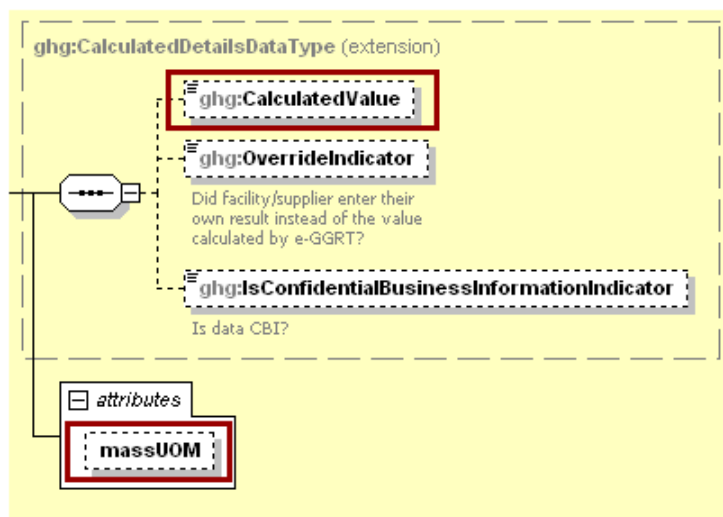 ghg:CalculatedDetailsDataType (extension)
ghg:CalculatedValue
ghg:OverrideIndicator
Did facility/supplier enter their
own result instead of the value
calculated by e-GGRT?
ghg:IsConfidentialBusinessInformationIndicator
Is data CBI?
attributes
massUOM